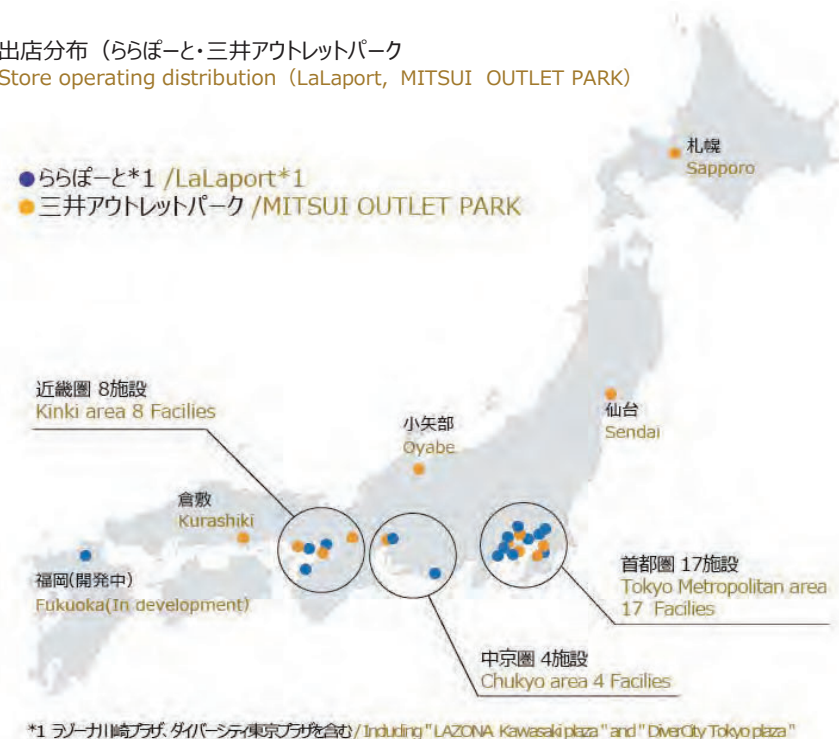 出店分布（ららぽーと・三井アウトレットパーク
Store operating distribution（LaLaport, MITSUI OUTLET PARK）
●ららぽーと*1 /LaLaport*1
●三井アウトレットパーク /MITSUI OUTLET PARK
札幌
Sapporo
近畿圏 8施設
Kinki area 8 Facilies
小矢部
Oyabe
仙台
Sendai
倉敷
Kurashiki
福岡(開発中)
Fukuoka(In development)
首都圏 17施設
Tokyo Metropolitan area
17 Facilies
中京圏 4施設
Chukyo area 4 Facilies
*1 ラゾーナ川崎プラザ、ダイバーシティ東京プラザを含む/Including "LAZONA Kawasaki plaza" and "DiverCity Tokyo plaza"